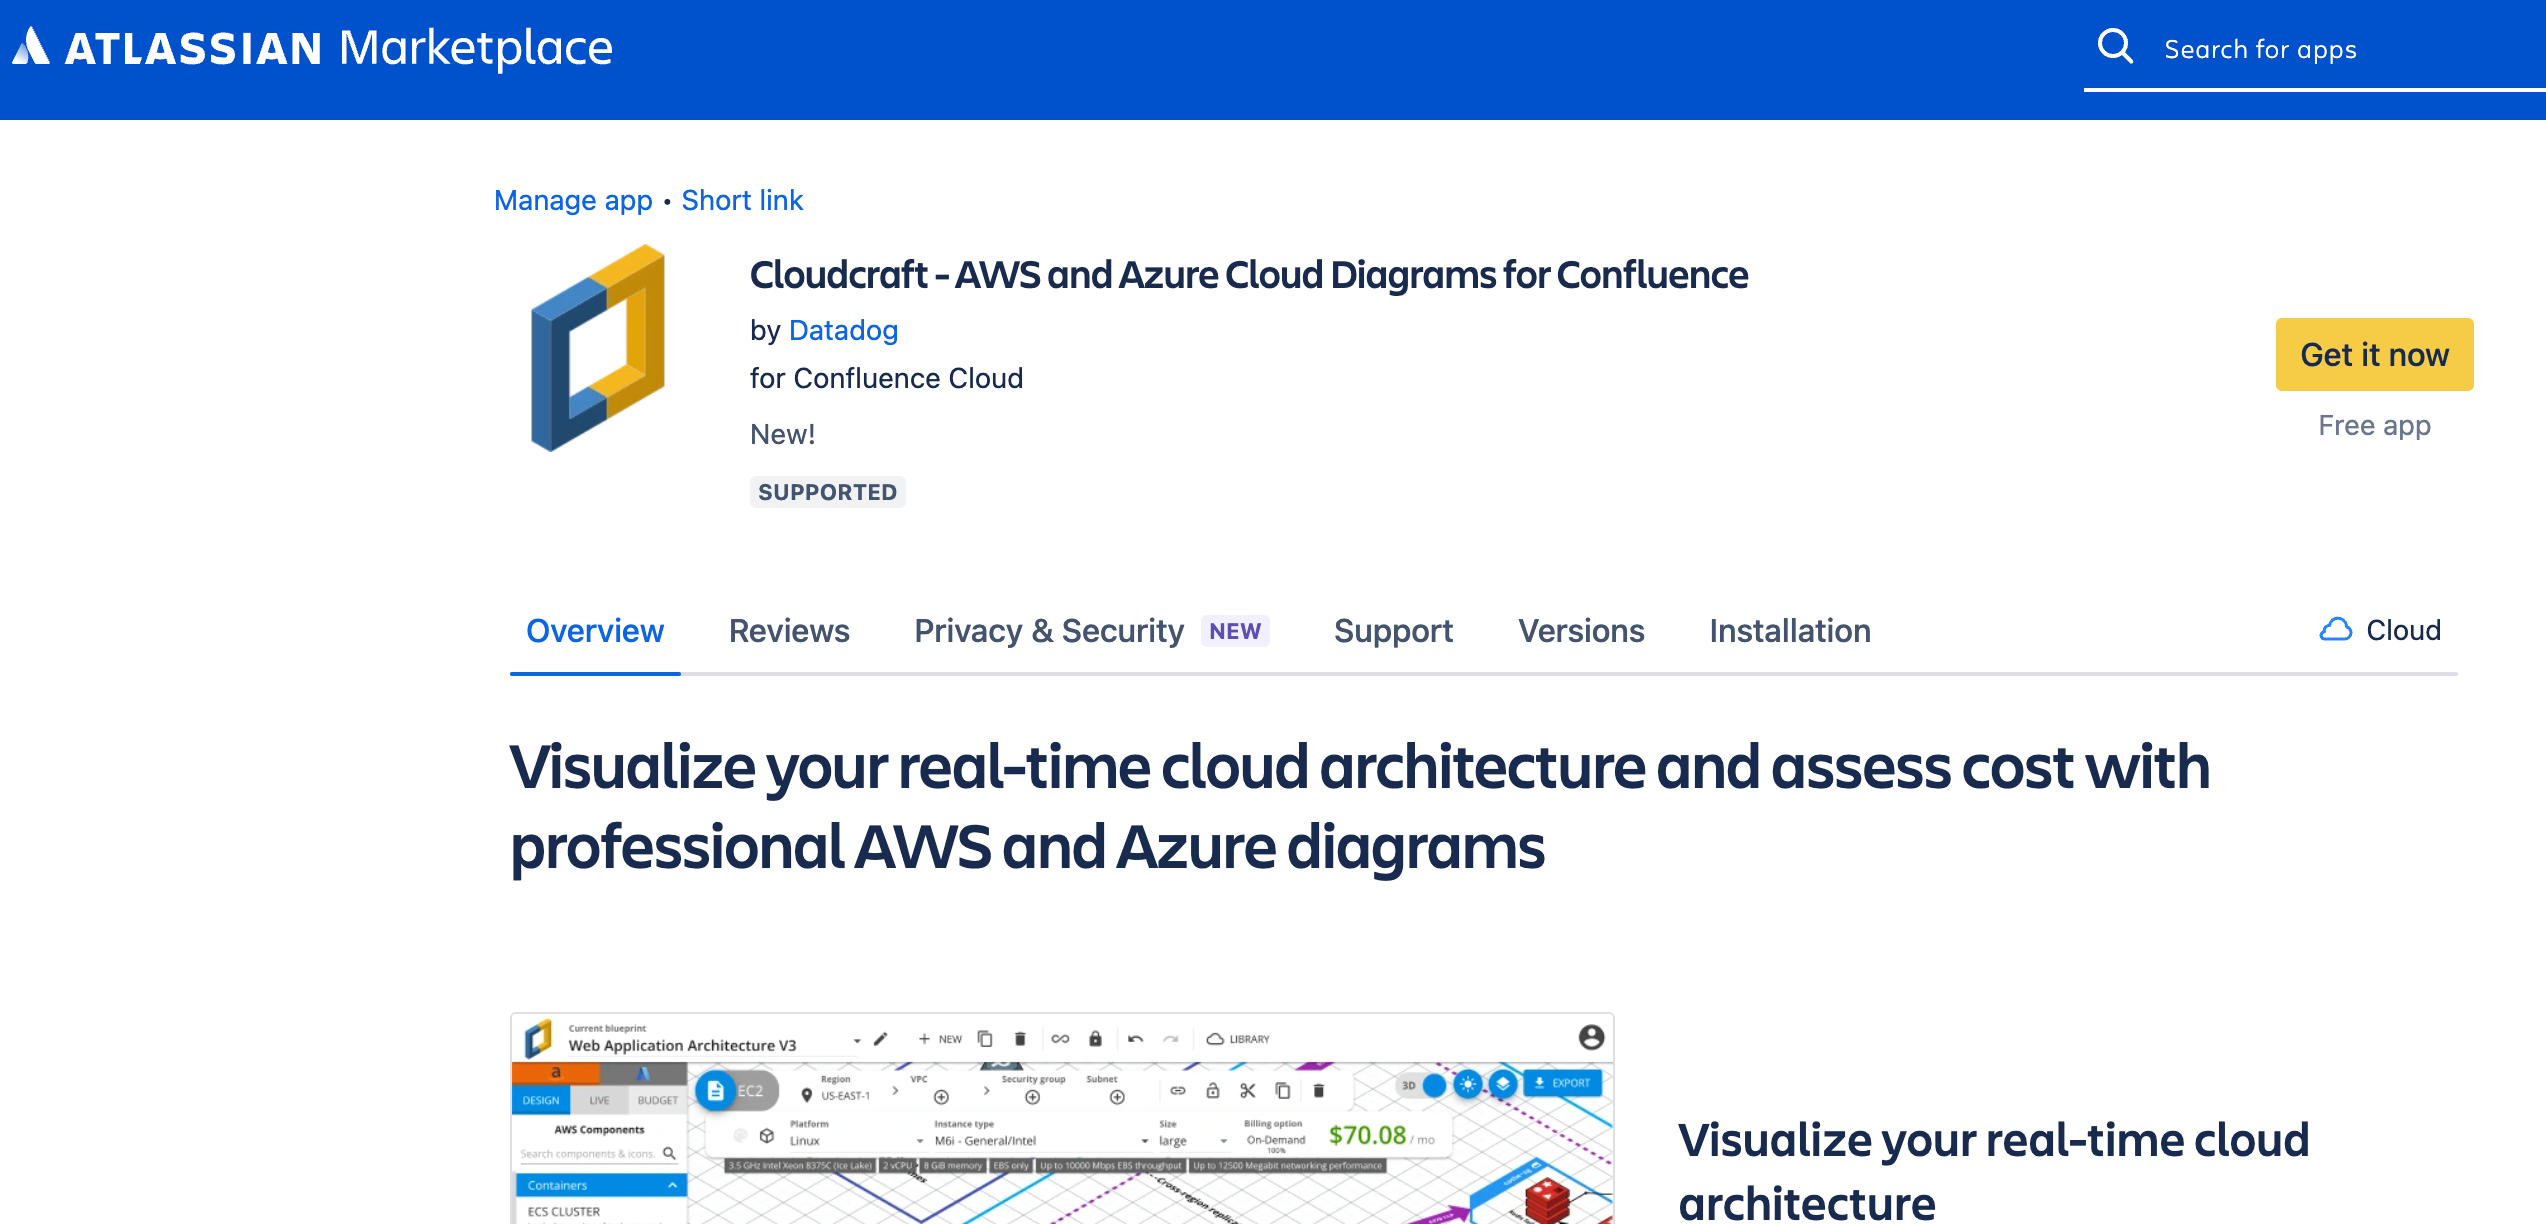 ATLASSIAN Marketplace
Search for apps
Manage app • Short link
Cloudcraft - AWS and Azure Cloud Diagrams for Confluence
by Datadog
for Confluence Cloud
New!
SUPPORTED
Get it now
Free app
Overview Reviews Privacy & Security NEW Support Versions Installation Cloud
Visualize your real-time cloud architecture and assess cost with
professional AWS and Azure diagrams
Current blueprint
Web Application Architecture V3
NEW
LIBRARY
DESIGN LIVE BUDGET
AWS Components
Search components & icons.
Containers
ECS CLUSTER
EC2
Region
US-EAST-1
VPC
Security group
Subnet
3D
EXPORT
Platform
Linux
Instance type
M6i - General/Intel
Size
large
Billing option
On-Demand
100%
$70.08 / mo
3.5 GHz Intel Xeon 8375C (Ice Lake) 2 vCPU 8 GiB memory EBS only Up to 10000 Mbps EBS throughput Up to 12500 Megabit networking performance
Cross-region replic
Visualize your real-time cloud
architecture